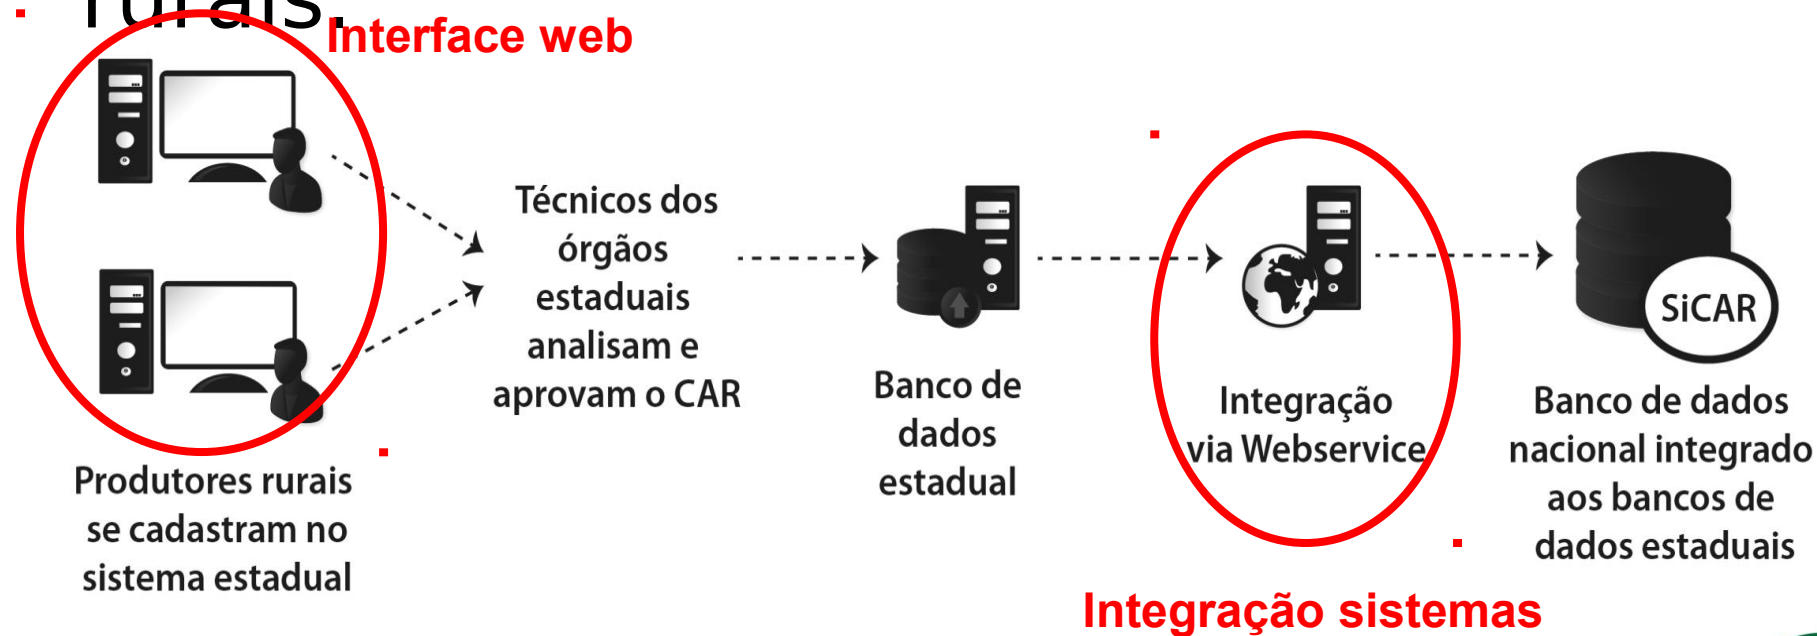 rurais.
Interface web
Produtores rurais
se cadastram no
sistema estadual
Técnicos dos
órgãos
estaduais
analisam e
aprovam o CAR
Banco de
dados
estadual
Integração
via Webservice
Integração sistemas
SiCAR
Banco de dados
nacional integrado
aos bancos de
dados estaduais